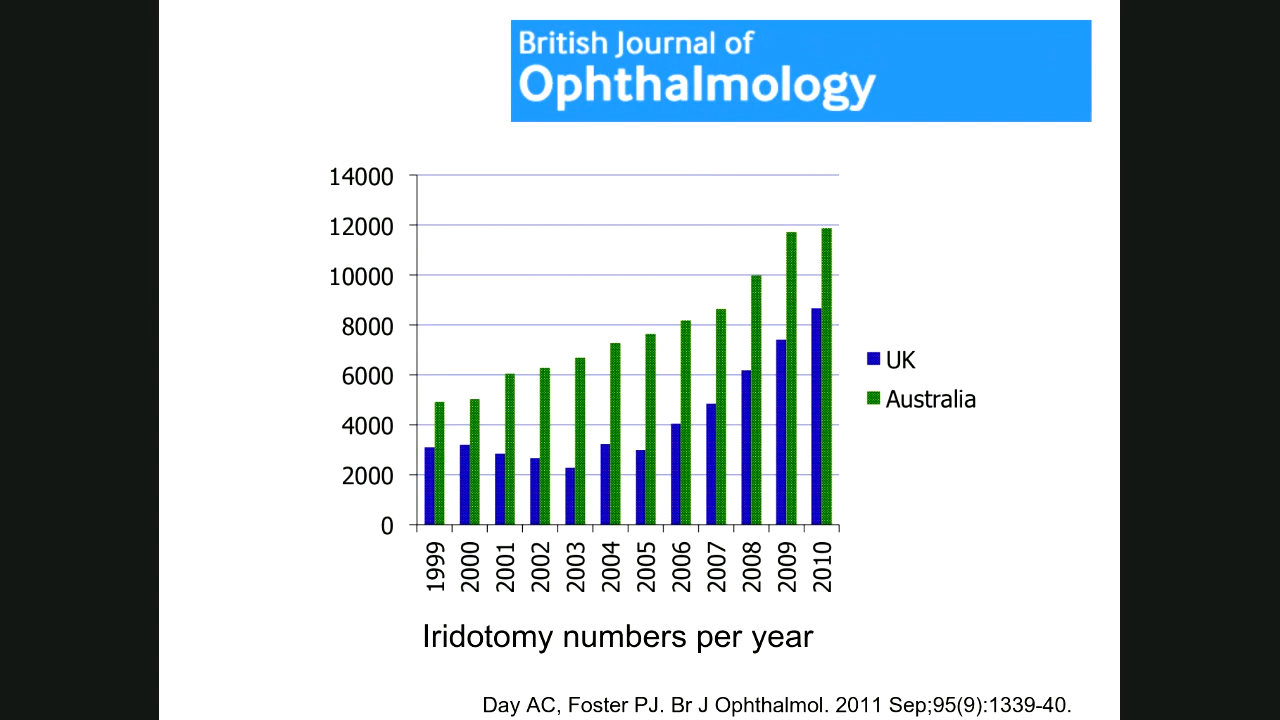 British Journal of
Ophthalmology
14000
12000
10000
8000
6000
4000
2000
0
UK
Australia
1999 2000 2001 2002 2003 2004 2005 2006 2007 2008 2009 2010
Iridotomy numbers per year
Day AC, Foster PJ. Br J Ophthalmol. 2011 Sep;95(9):1339-40.